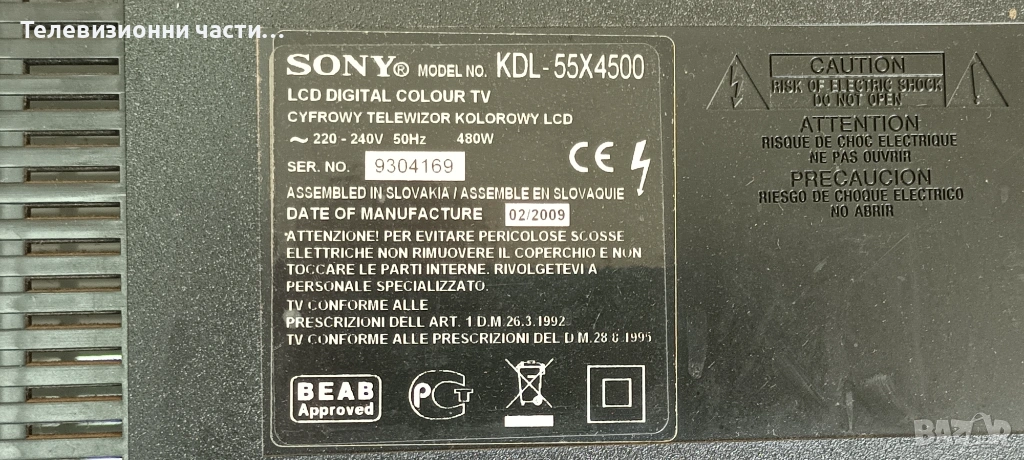 Телевизионни части...
SONY® MODEL NO. KDL-55X4500
LCD DIGITAL COLOUR TV
CYFROWY TELEWIZOR KOLOROWY LCD
~ 220 - 240V 50Hz 480W
SER. NO. 9304169
CE
ASSEMBLED IN SLOVAKIA / ASSEMBLE EN SLOVAQUIE
DATE OF MANUFACTURE 02/2009
ATTENZIONE! PER EVITARE PERICOLOSE SCOSSE
ELETTRICHE NON RIMUOVERE IL COPERCHIO E NON
TOCCARE LE PARTI INTERNE. RIVOLGETEVI A
PERSONALE SPECIALIZZATO.
TV CONFORME ALLE
PRESCRIZIONI DELL ART. 1 D.M.26.3.1992
TV CONFORME ALLE PRESCRIZIONI DEL D M.28 8.1995
BEAB
Approved
CAUTION
RISK OF ELECTRIC SHOCK
DO NOT OPEN
ATTENTION
RISQUE DE CHOC ELECTRIQUE
NE PAS OUVRIR
PRECAUCION
RIESGO DE CHOQUE ELECTRICO
NO ABRIR
BAZAR